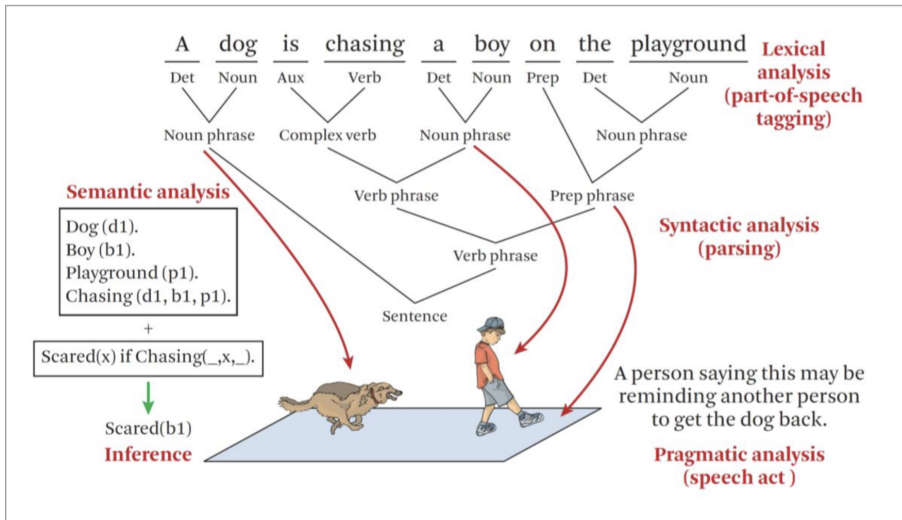 A dog is chasing a boy on the playground
Det Noun Aux Verb Det Noun Prep Det Noun
Lexical
analysis
(part-of-speech
tagging)
Noun phrase Complex verb Noun phrase Noun phrase
Semantic analysis
Verb phrase Prep phrase
Dog (d1).
Boy (b1).
Playground (p1).
Chasing (d1, b1, p1).
Syntactic analysis
(parsing)
Verb phrase
Sentence
+
Scared(x) if Chasing(_,x,_).
Scared(b1)
Inference
A person saying this may be
reminding another person
to get the dog back.
Pragmatic analysis
(speech act )